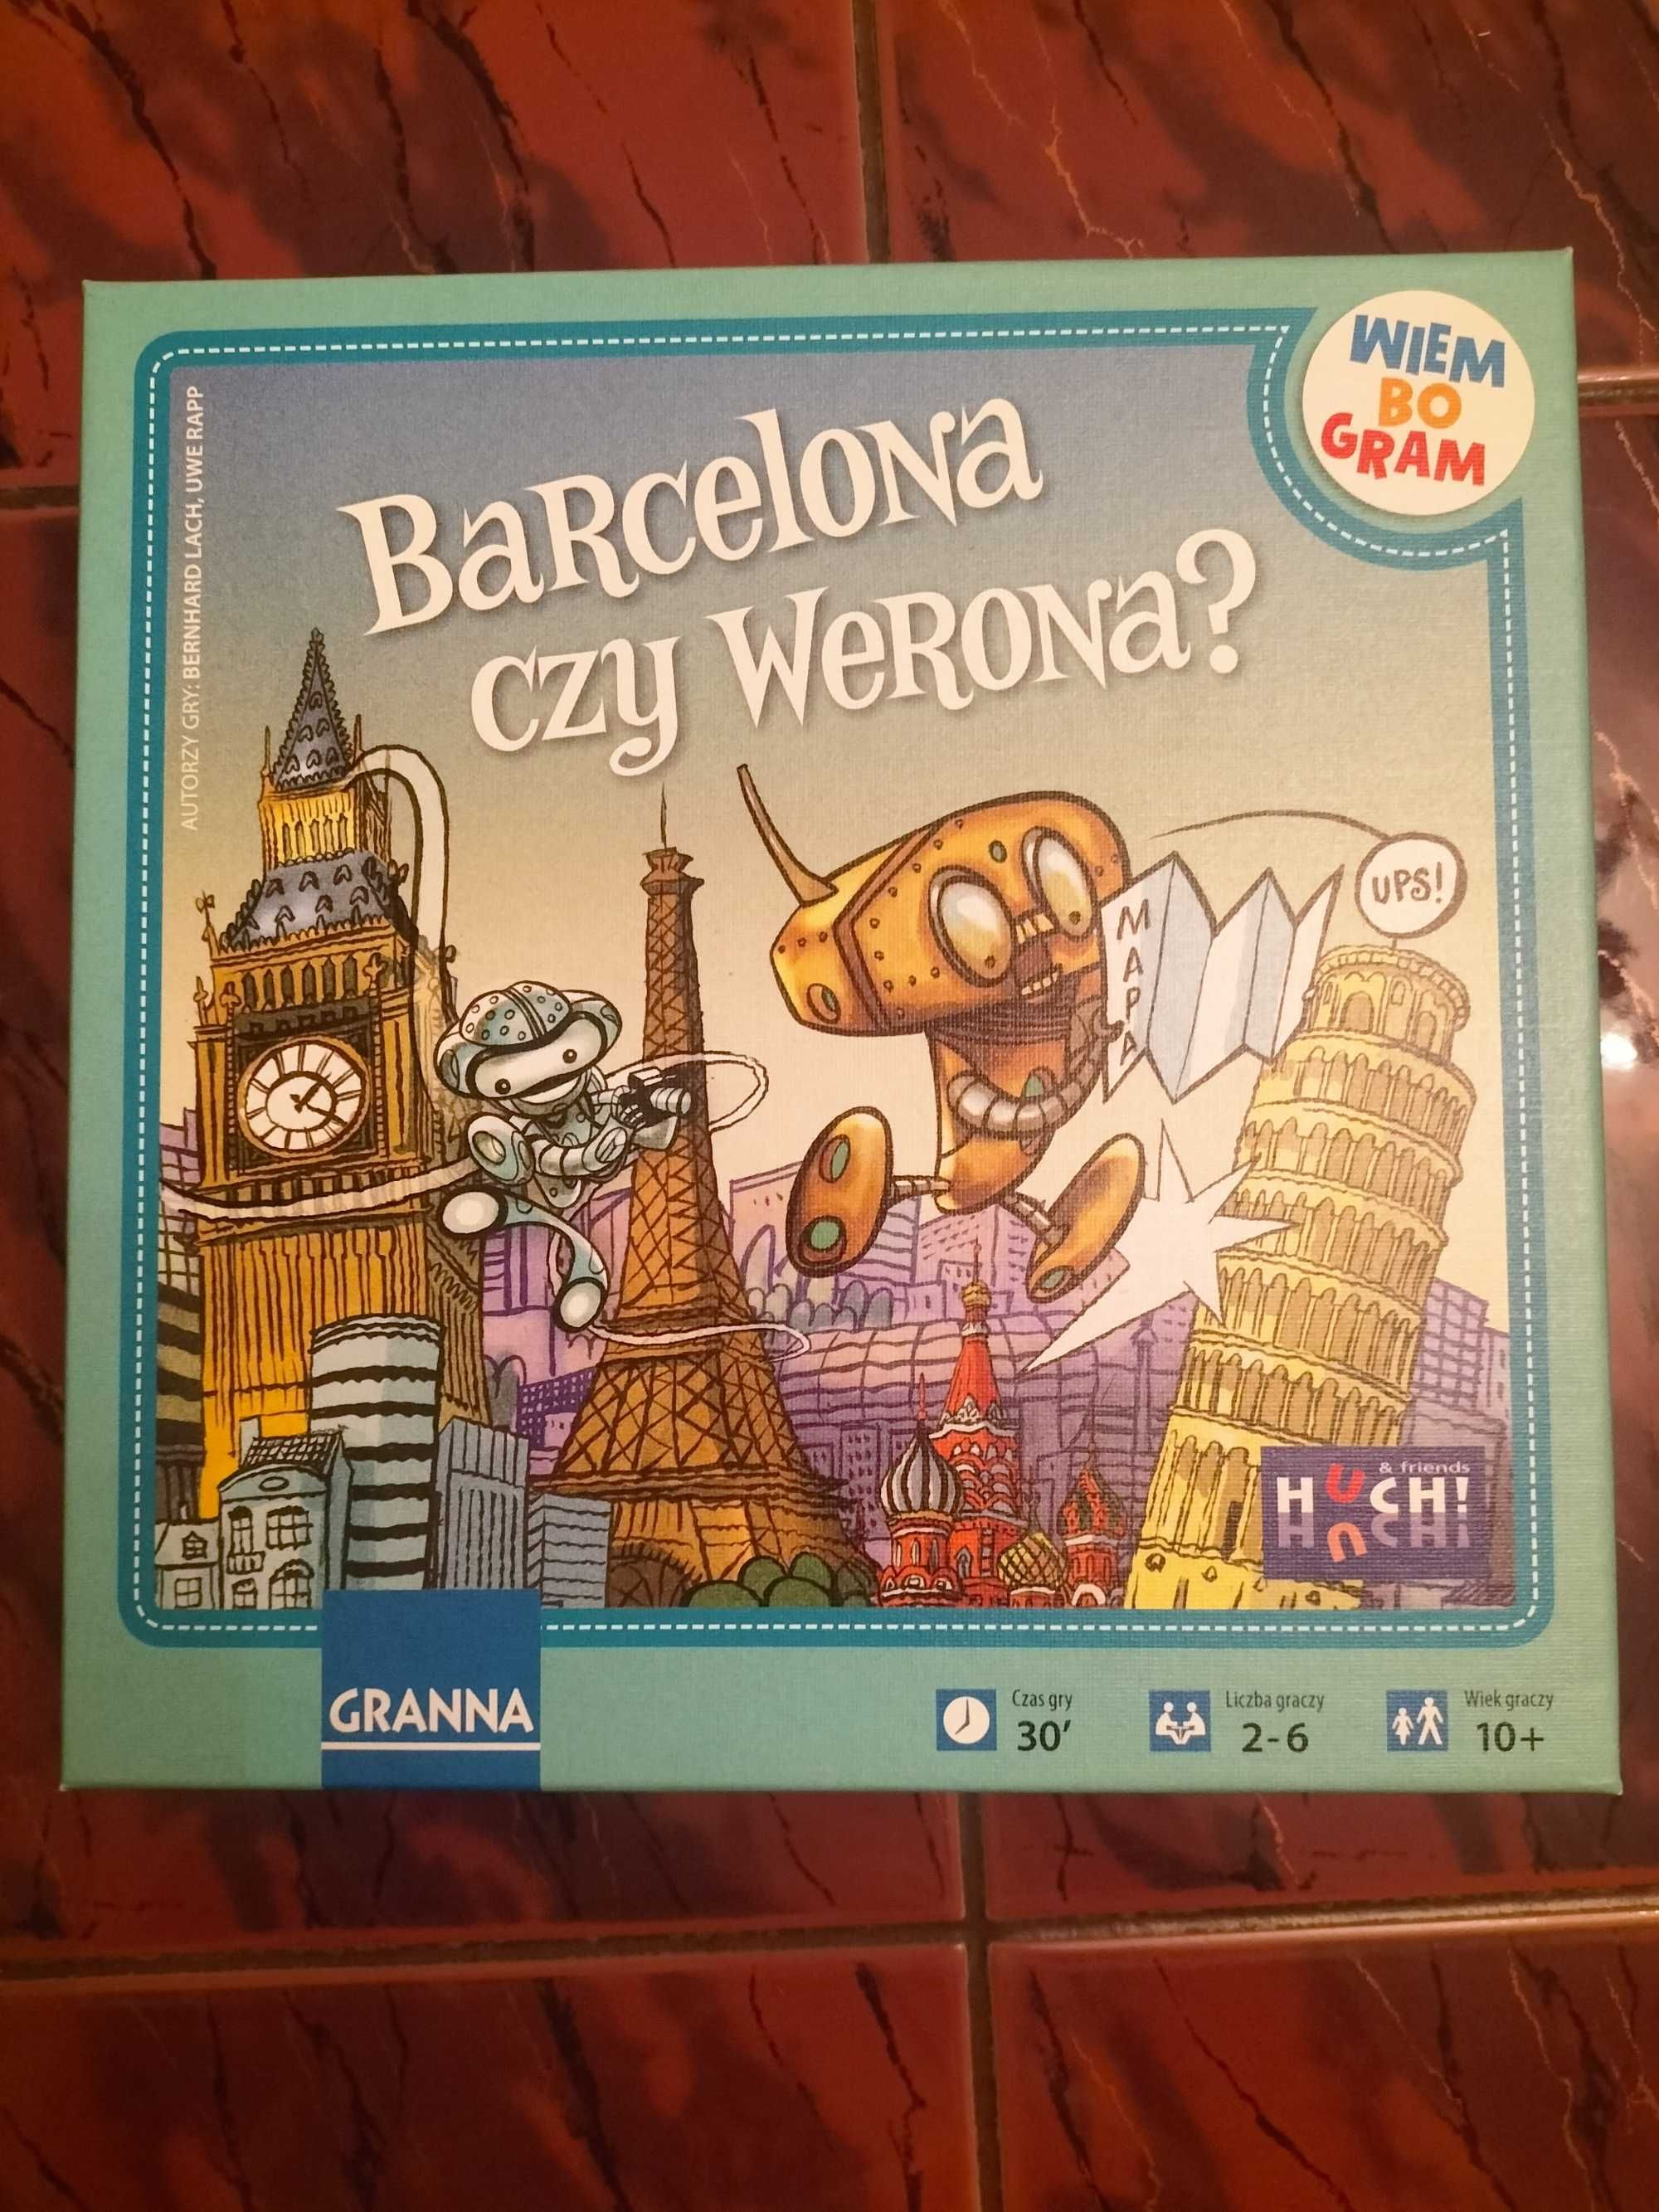 WIEM
BO
GRAM
AUTORZY GRY: BERNHARD LACH, UWE RAPP
Barcelona
czy Werona?
UPS!
MAPA
& friends
HUCH!
GRANNA
Czas gry
30'
Liczba graczy
2-6
Wiek graczy
10+